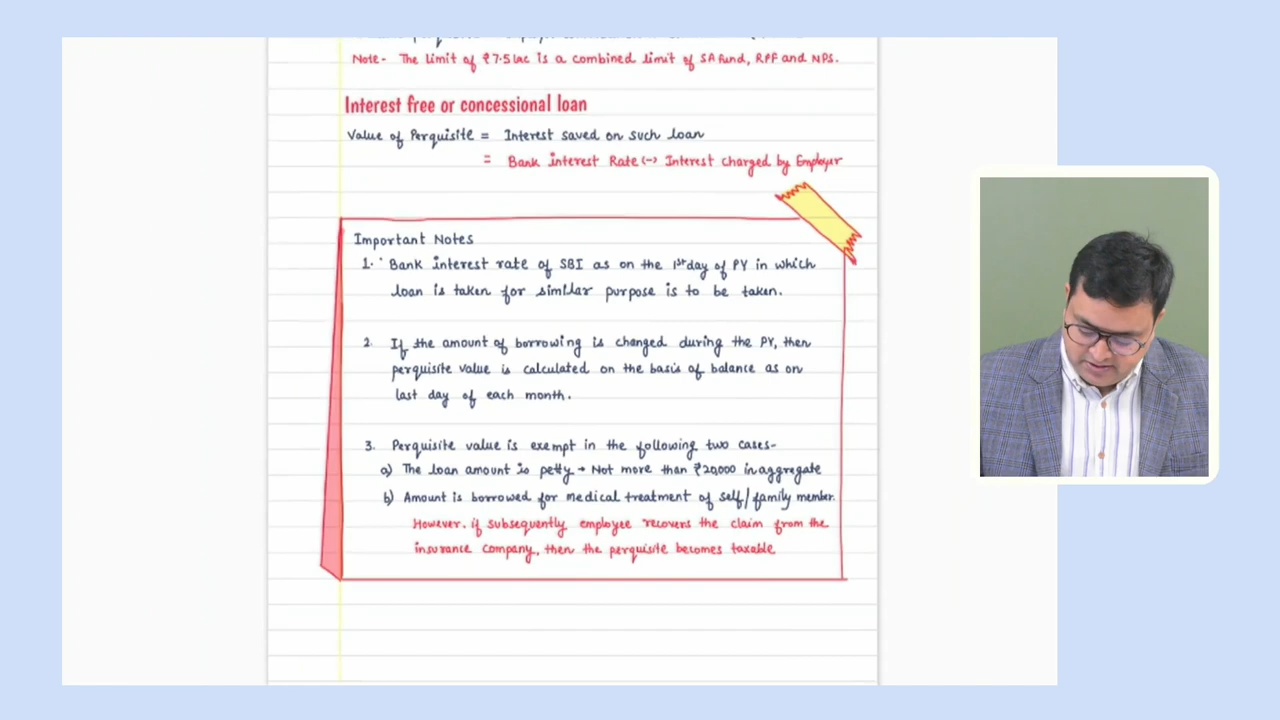 Note- The limit of ₹7.5 lac is a combined limit of SA fund, RPF and NPS.
Interest free or concessional loan
Value of Perquisite = Interest saved on such loan
= Bank interest Rate (-) Interest charged by Employer
Important Notes
1. Bank interest rate of SBI as on the 1st day of PY in which
loan is taken for similar purpose is to be taken.
2. If the amount of borrowing is changed during the PY, then
perquisite value is calculated on the basis of balance as on
last day of each month.
3. Perquisite value is exempt in the following two cases-
a) The loan amount is petty → Not more than ₹20,000 in aggregate
b) Amount is borrowed for medical treatment of self/family member.
However, if subsequently employee recovers the claim from the
insurance company, then the perquisite becomes taxable